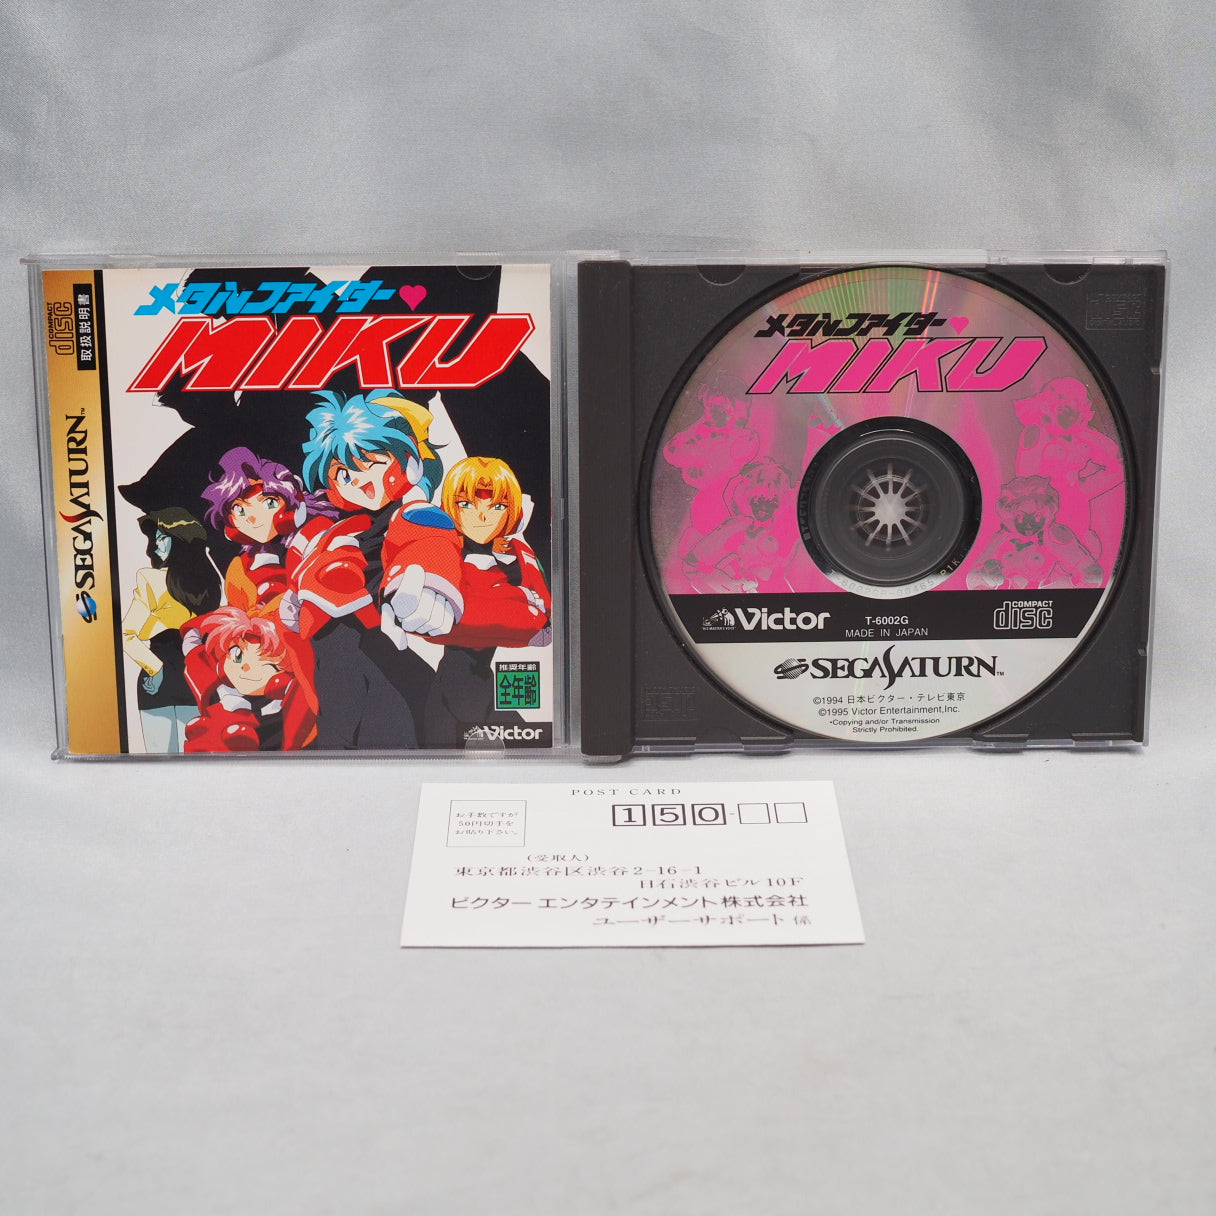 COMPACT
disc
取扱説明書
SEGA SATURN™
メタルファイター♥
MIKU
推奨年齢
全年齢
Victor
メタルファイター♥
MIKU
"HIS MASTER'S VOICE"
Victor
T-6002G
MADE IN JAPAN
COMPACT
disc
SEGA SATURN™
©1994 日本ビクター・テレビ東京
©1995 Victor Entertainment,Inc.
•Copying and/or Transmission
Strictly Prohibited.
POST CARD
お手数ですが
50円切手を
お貼り下さい。
150-
(受取人)
東京都渋谷区渋谷2-16-1
日石渋谷ビル10F
ビクター エンタテインメント株式会社
ユーザーサポート係